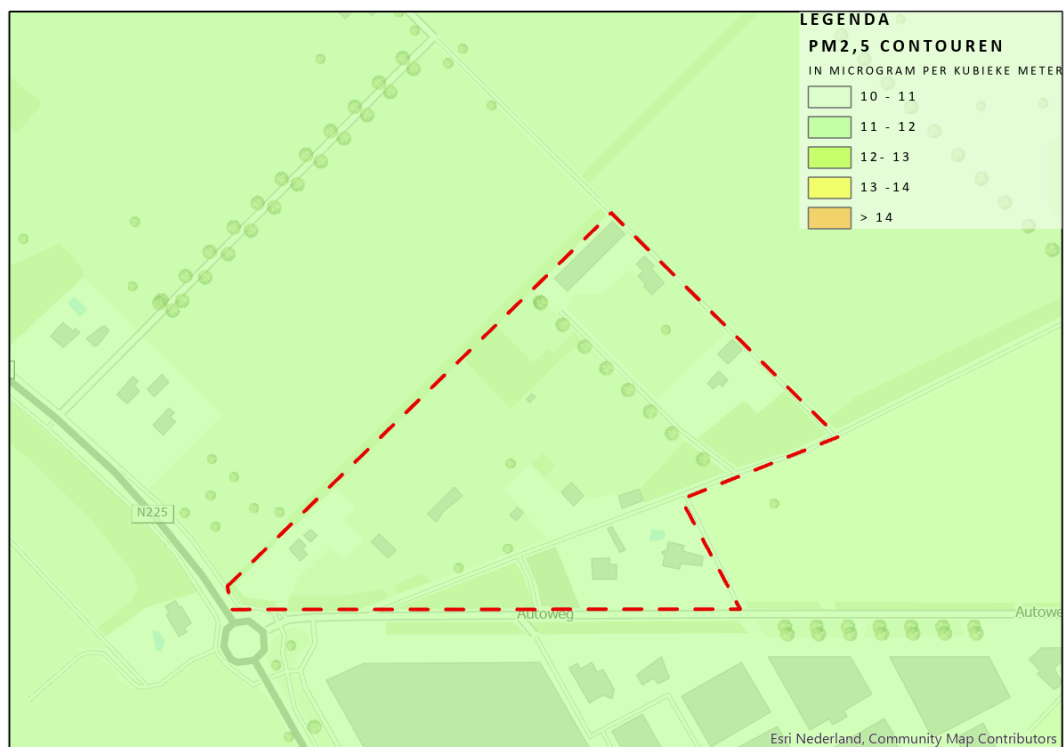 LEGENDA
PM2,5 CONTOUREN
IN MICROGRAM PER KUBIEKE METER
10 - 11
11 - 12
12- 13
13 -14
> 14
N225
Autoweg
Autowe
Esri Nederland, Community Map Contributors